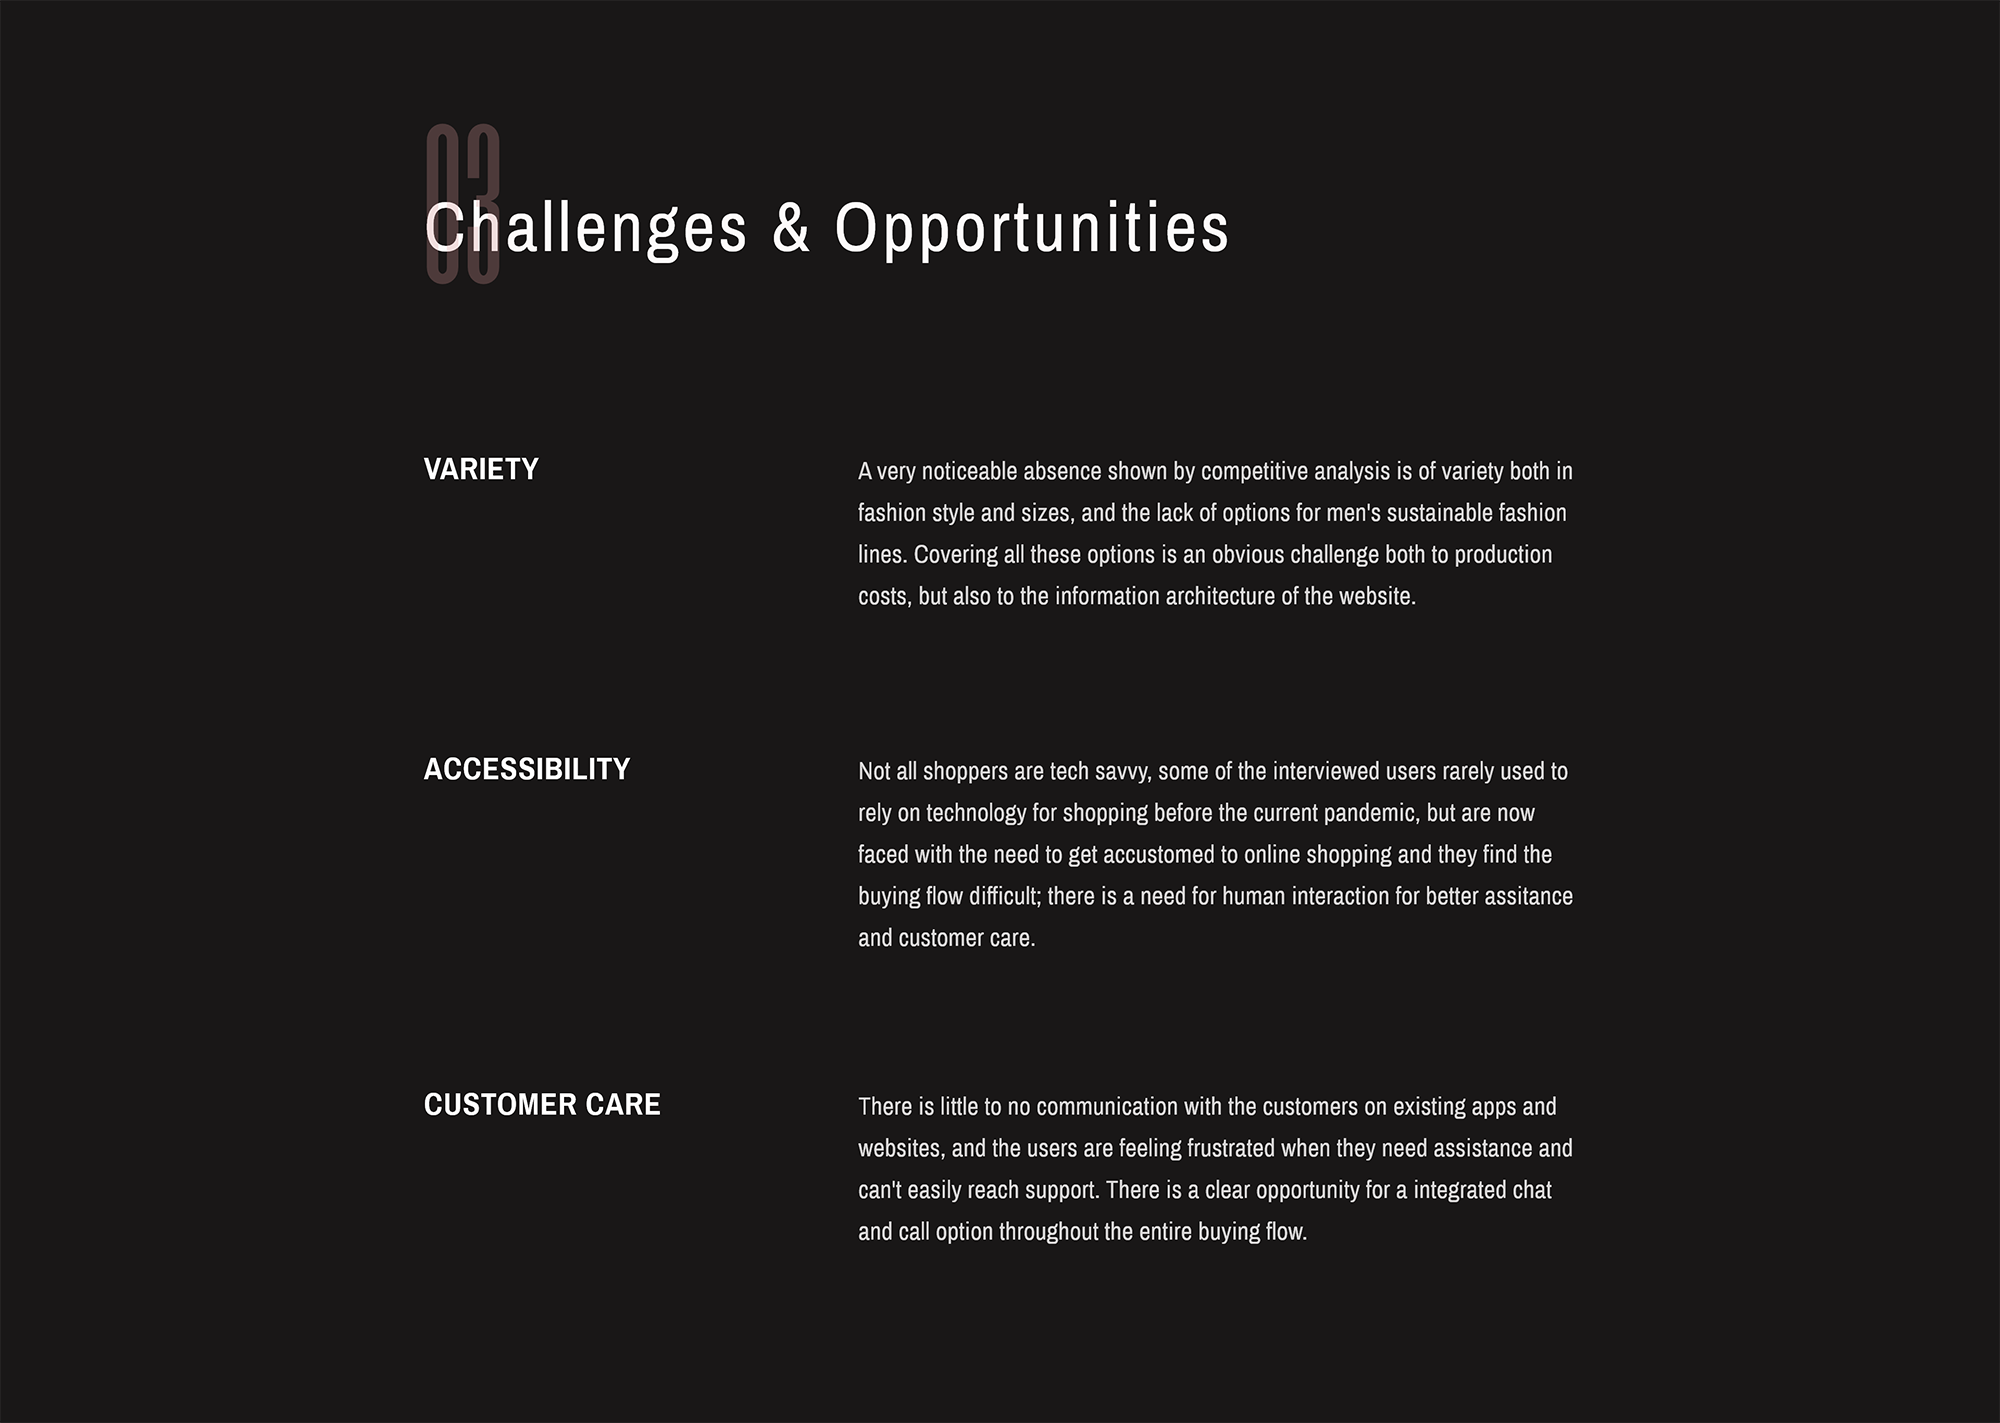 03
Challenges & Opportunities
VARIETY
A very noticeable absence shown by competitive analysis is of variety both in
fashion style and sizes, and the lack of options for men's sustainable fashion
lines. Covering all these options is an obvious challenge both to production
costs, but also to the information architecture of the website.
ACCESSIBILITY
Not all shoppers are tech savvy, some of the interviewed users rarely used to
rely on technology for shopping before the current pandemic, but are now
faced with the need to get accustomed to online shopping and they find the
buying flow difficult; there is a need for human interaction for better assitance
and customer care.
CUSTOMER CARE
There is little to no communication with the customers on existing apps and
websites, and the users are feeling frustrated when they need assistance and
can't easily reach support. There is a clear opportunity for a integrated chat
and call option throughout the entire buying flow.